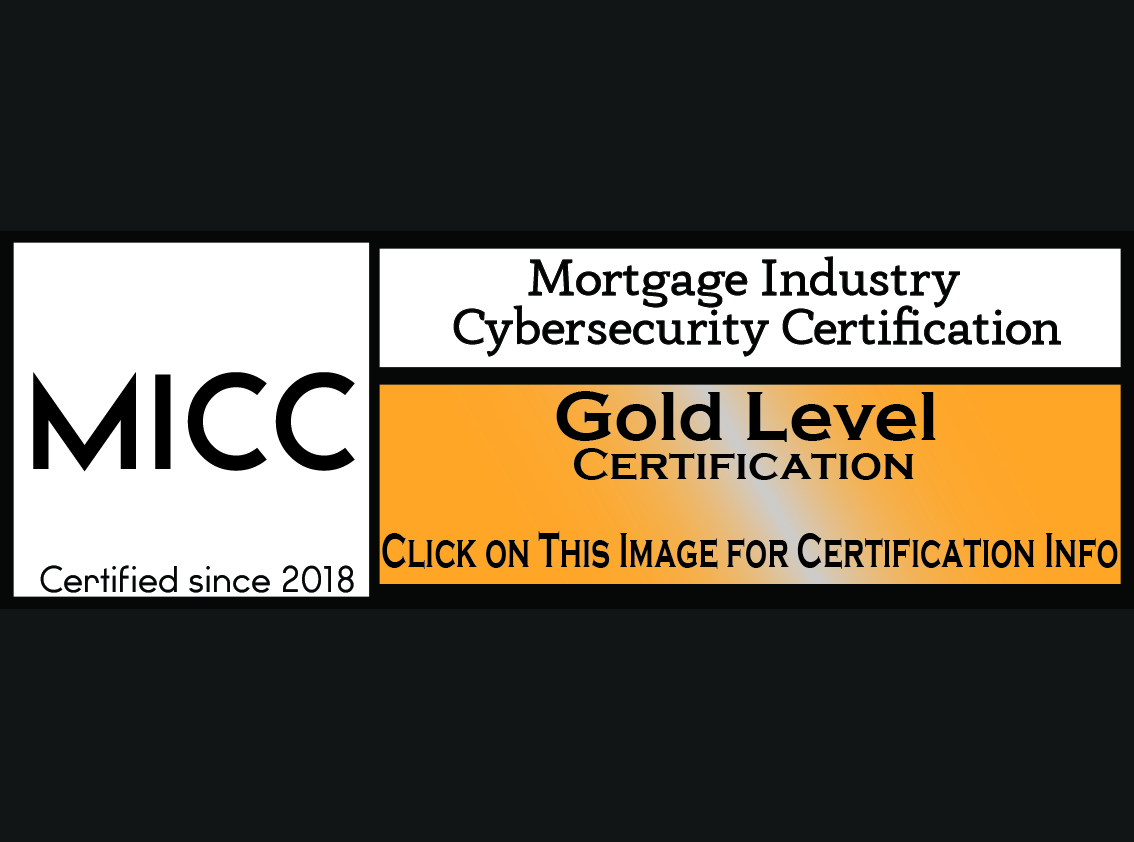 MICC
Certified since 2018
Mortgage Industry
Cybersecurity Certification
Gold Level
CERTIFICATION
CLICK ON THIS IMAGE FOR CERTIFICATION INFO